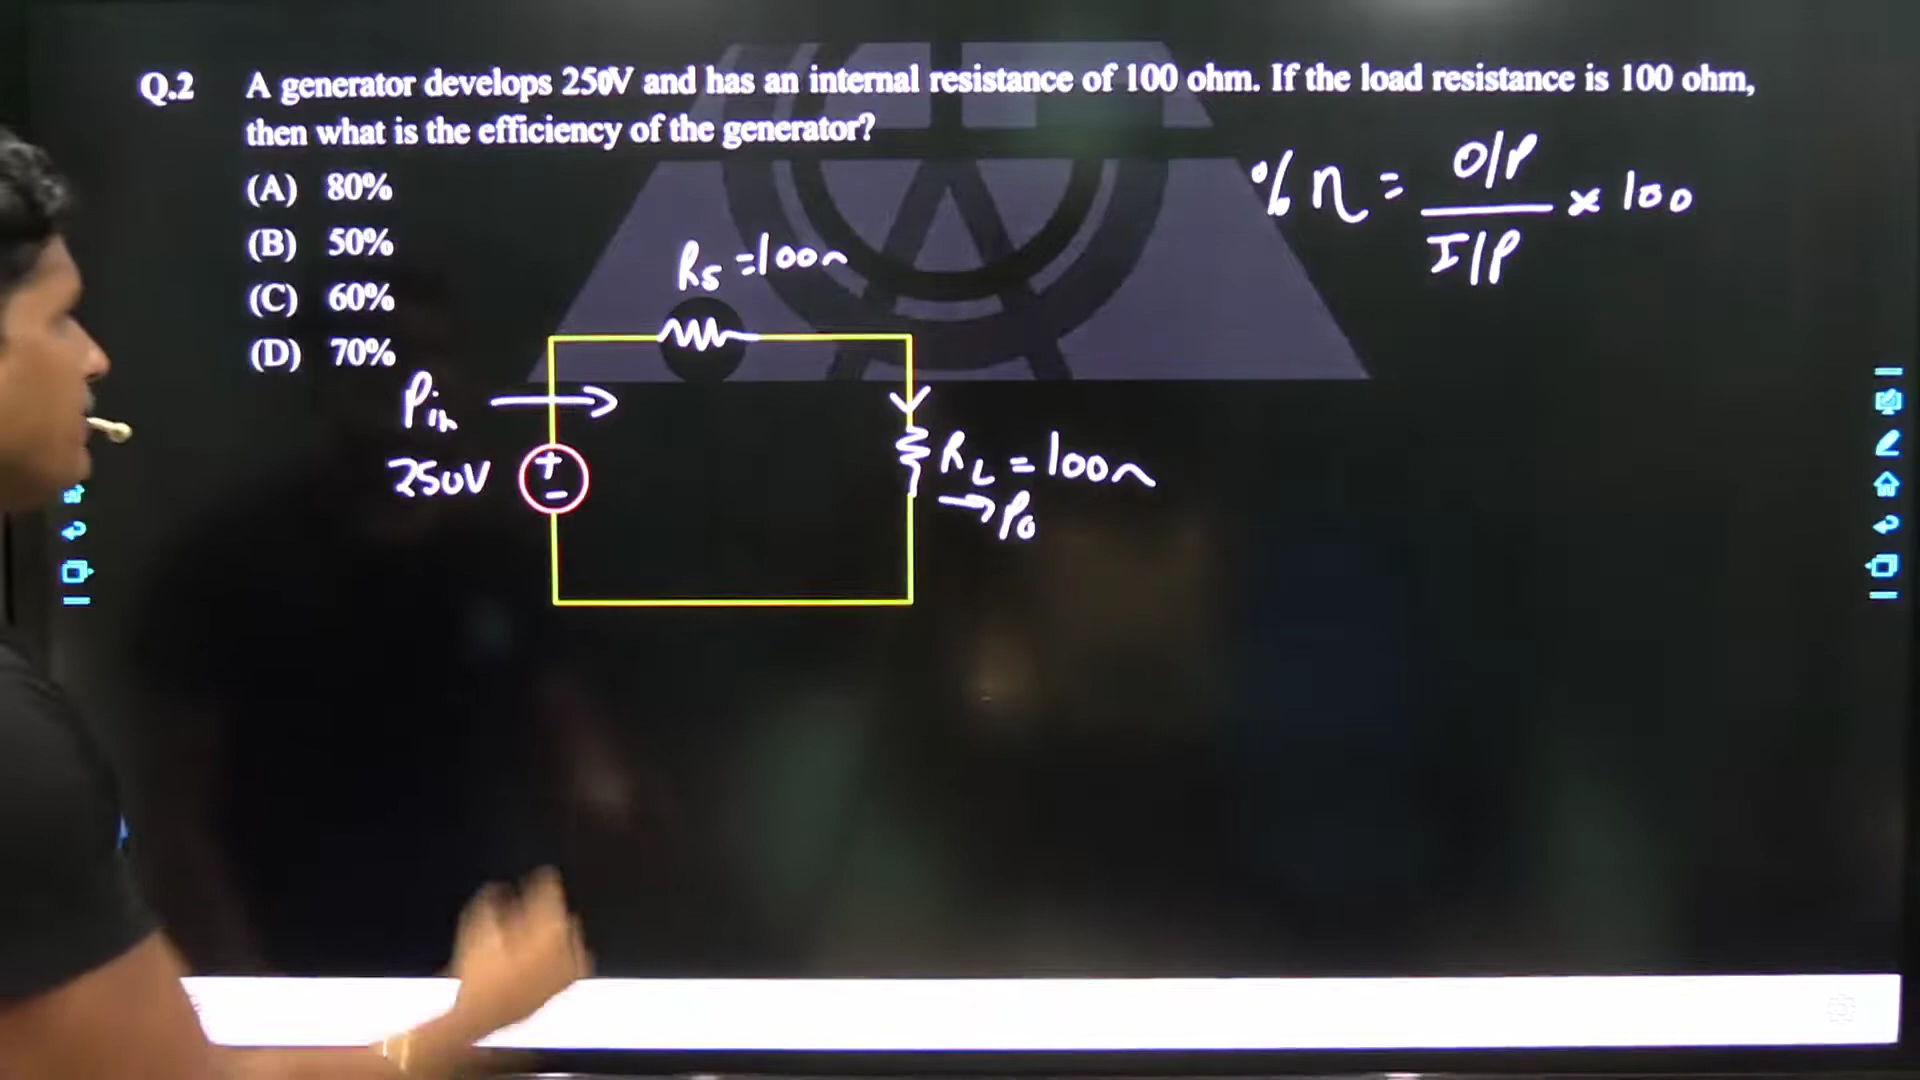 Q.2 A generator develops 250V and has an internal resistance of 100 ohm. If the load resistance is 100 ohm,
then what is the efficiency of the generator?
(A) 80%
(B) 50%
(C) 60%
(D) 70%
% η = O/P / I/P × 100
Rs = 100Ω
Pin
250V
+
-
RL = 100Ω
→ Po